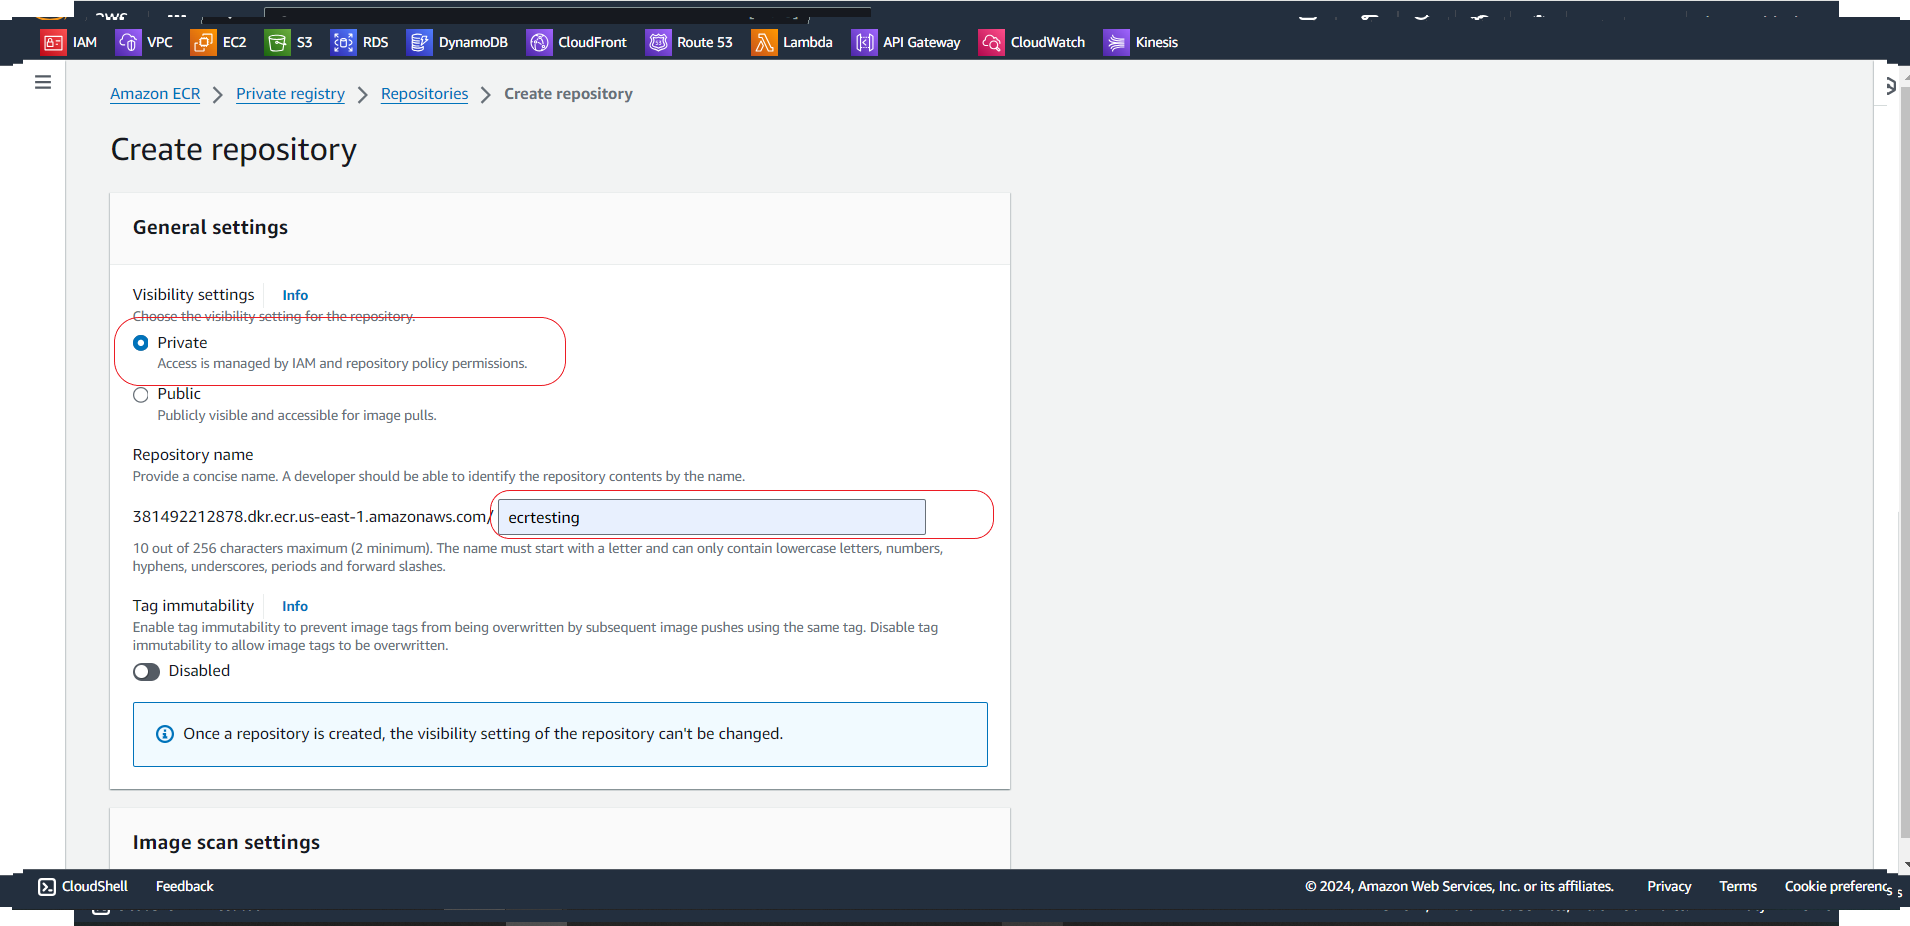 IAM VPC EC2 S3 RDS DynamoDB CloudFront Route 53 Lambda API Gateway CloudWatch Kinesis
Amazon ECR > Private registry > Repositories > Create repository
Create repository
General settings
Visibility settings Info
Choose the visibility setting for the repository.
Private
Access is managed by IAM and repository policy permissions.
Public
Publicly visible and accessible for image pulls.
Repository name
Provide a concise name. A developer should be able to identify the repository contents by the name.
381492212878.dkr.ecr.us-east-1.amazonaws.com/ ecrtesting
10 out of 256 characters maximum (2 minimum). The name must start with a letter and can only contain lowercase letters, numbers,
hyphens, underscores, periods and forward slashes.
Tag immutability Info
Enable tag immutability to prevent image tags from being overwritten by subsequent image pushes using the same tag. Disable tag
immutability to allow image tags to be overwritten.
Disabled
Once a repository is created, the visibility setting of the repository can't be changed.
Image scan settings
CloudShell Feedback © 2024, Amazon Web Services, Inc. or its affiliates. Privacy Terms Cookie preferences